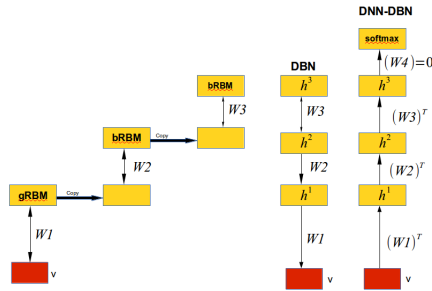 DNN-DBN
softmax
(W4)=0
bRBM
DBN
h³
h³
W3
W3
(W3)ᵀ
bRBM
Copy
h²
h²
W2
W2
(W2)ᵀ
gRBM
Copy
h¹
h¹
W1
W1
(W1)ᵀ
v
v
v